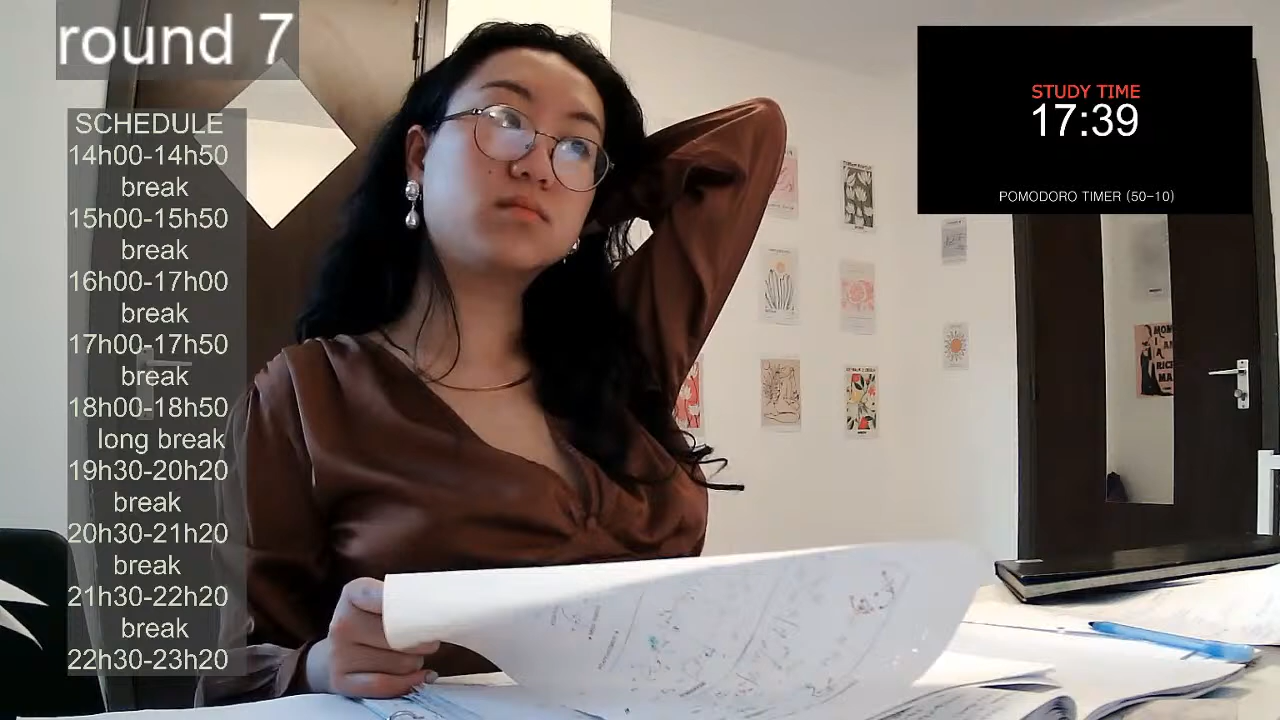 round 7
SCHEDULE
14h00-14h50
break
15h00-15h50
break
16h00-17h00
break
17h00-17h50
break
18h00-18h50
long break
19h30-20h20
break
20h30-21h20
break
21h30-22h20
break
22h30-23h20
STUDY TIME
17:39
POMODORO TIMER (50-10)